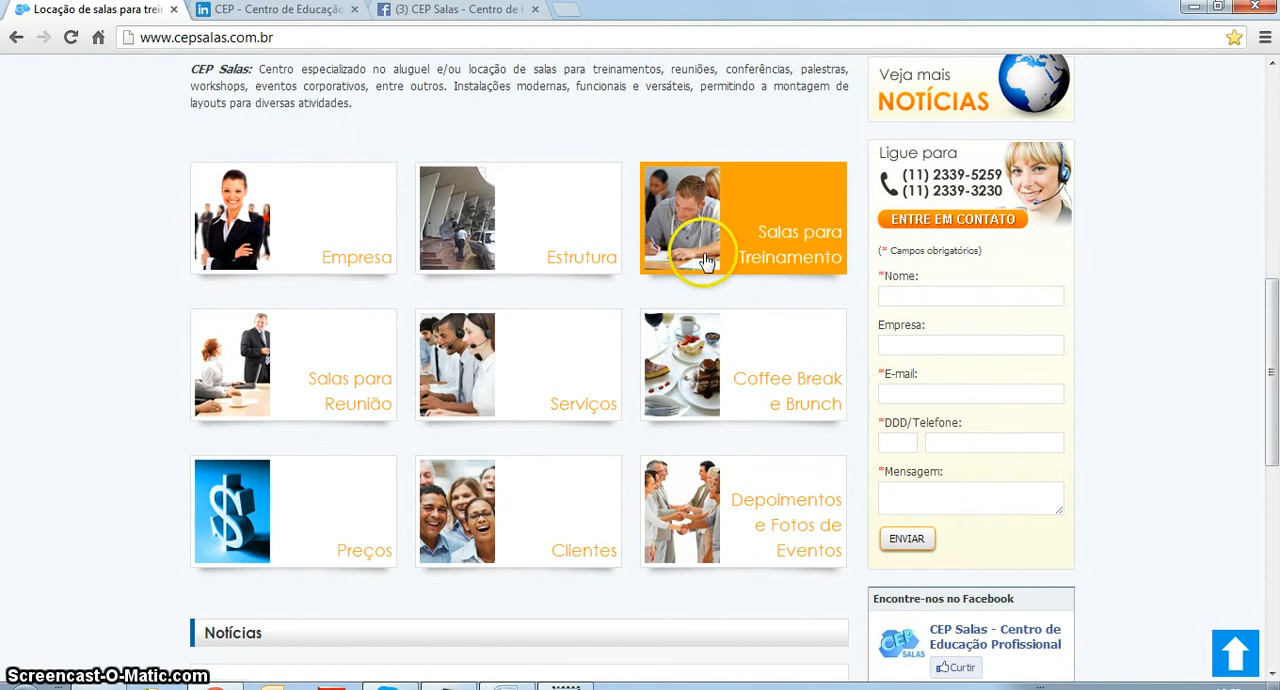 Locação de salas para trei
CEP - Centro de Educaçã
(3) CEP Salas - Centro de E
www.cepsalas.com.br
CEP Salas: Centro especializado no aluguel e/ou locação de salas para treinamentos, reuniões, conferências, palestras,
workshops, eventos corporativos, entre outros. Instalações modernas, funcionais e versáteis, permitindo a montagem de
layouts para diversas atividades.
Empresa
Estrutura
Salas para
Treinamento
Salas para
Reunião
Serviços
Coffee Break
e Brunch
Preços
Clientes
Depoimentos
e Fotos de
Eventos
Notícias
Veja mais
NOTÍCIAS
Ligue para
(11) 2339-5259
(11) 2339-3230
ENTRE EM CONTATO
(* Campos obrigatórios)
*Nome:
Empresa:
*E-mail:
*DDD/Telefone:
*Mensagem:
ENVIAR
Encontre-nos no Facebook
CEP SALAS
CEP Salas - Centro de
Educação Profissional
Curtir
Screencast-O-Matic.com